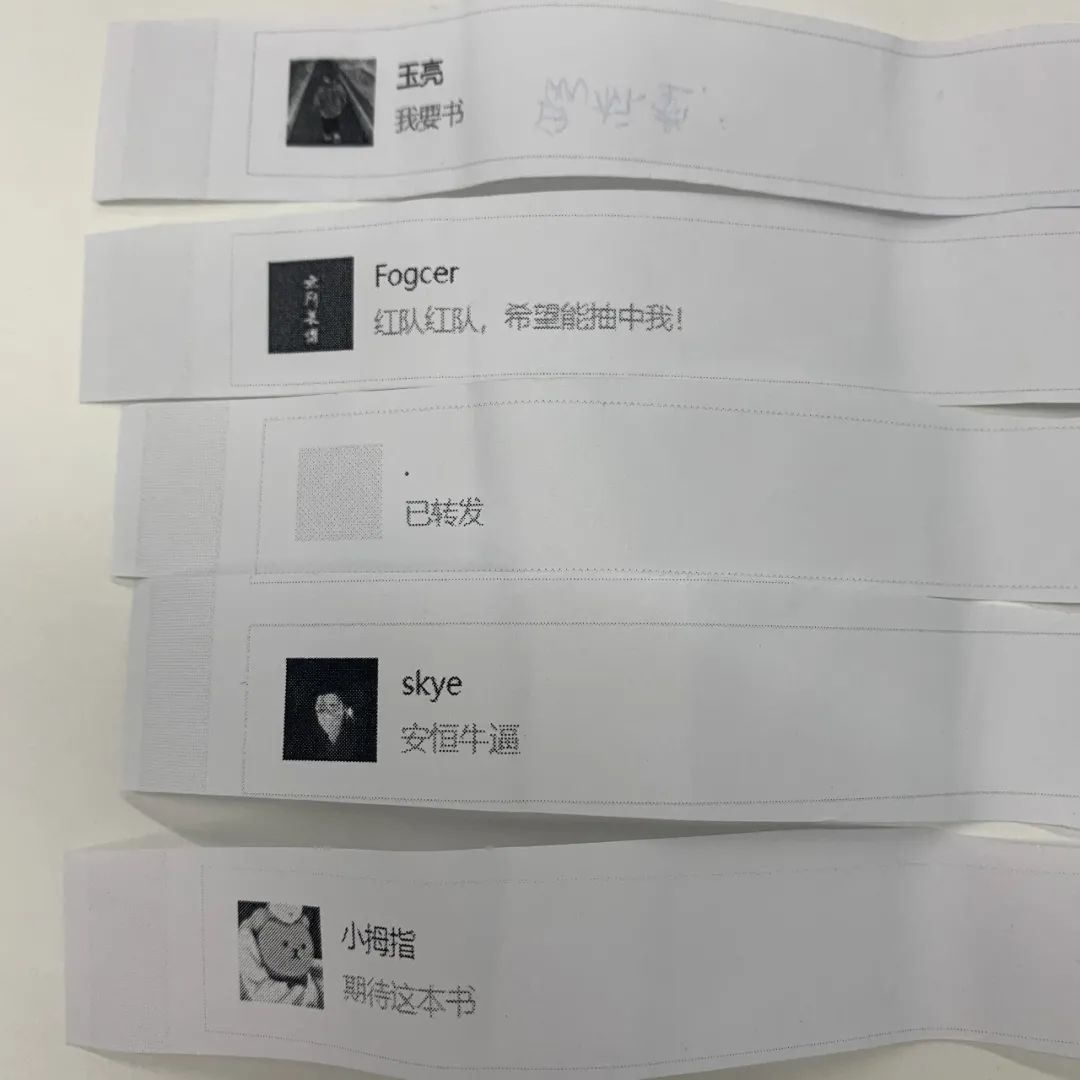 玉亮
我要书
Fogcer
红队红队，希望能抽中我！
.
已转发
skye
安恒牛逼
小拇指
期待这本书